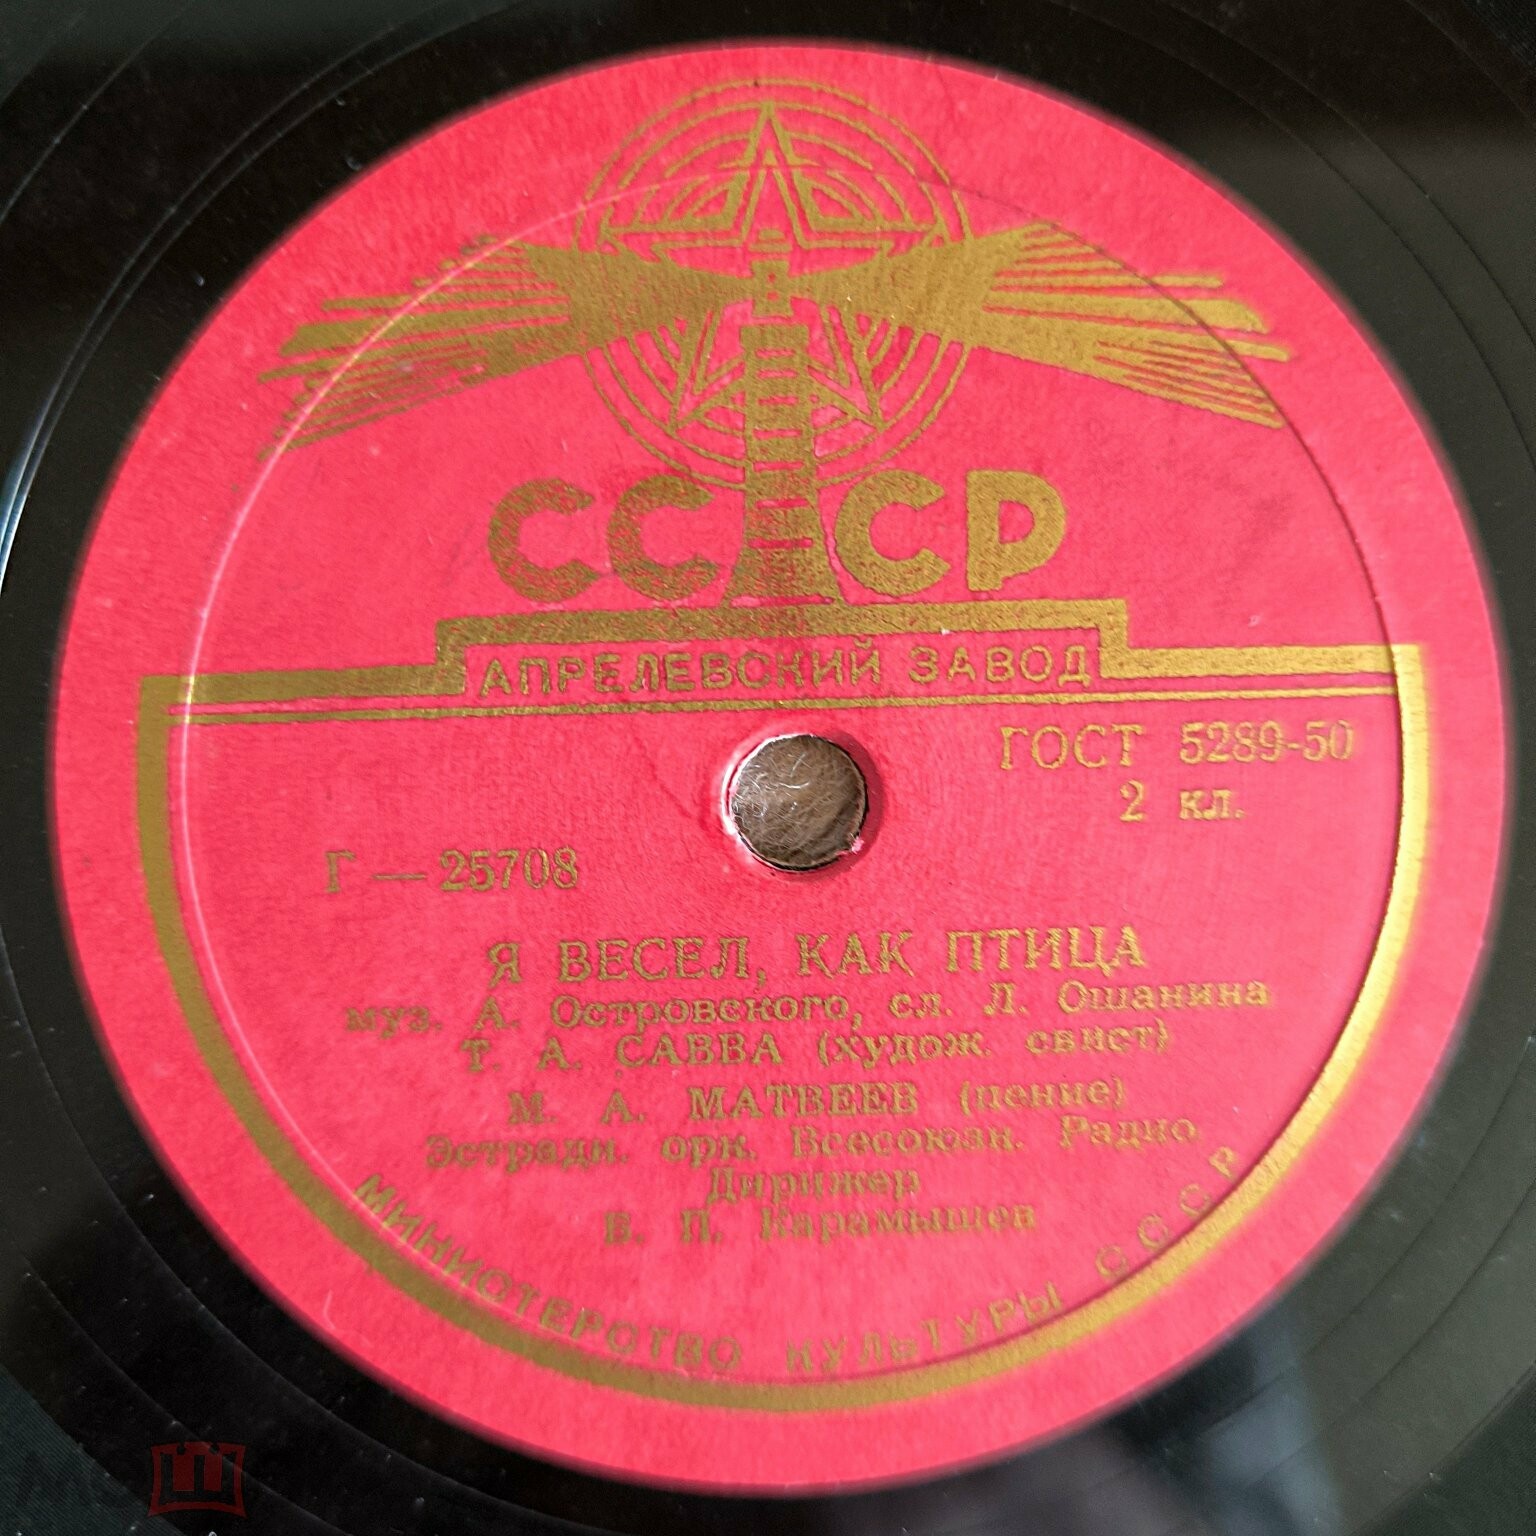 СССР
АПРЕЛЕВСКИЙ ЗАВОД
ГОСТ 5289-50
2 кл.
Г — 25708
Я ВЕСЕЛ, КАК ПТИЦА
муз. А. Островского, сл. Л. Ошанина
Т. А. САВВА (худож. свист)
М. А. МАТВЕЕВ (пение)
Эстрадн. орк. Всесоюзн. Радио
Дирижер
В. П. Карамышев
МИНИСТЕРСТВО КУЛЬТУРЫ СССР